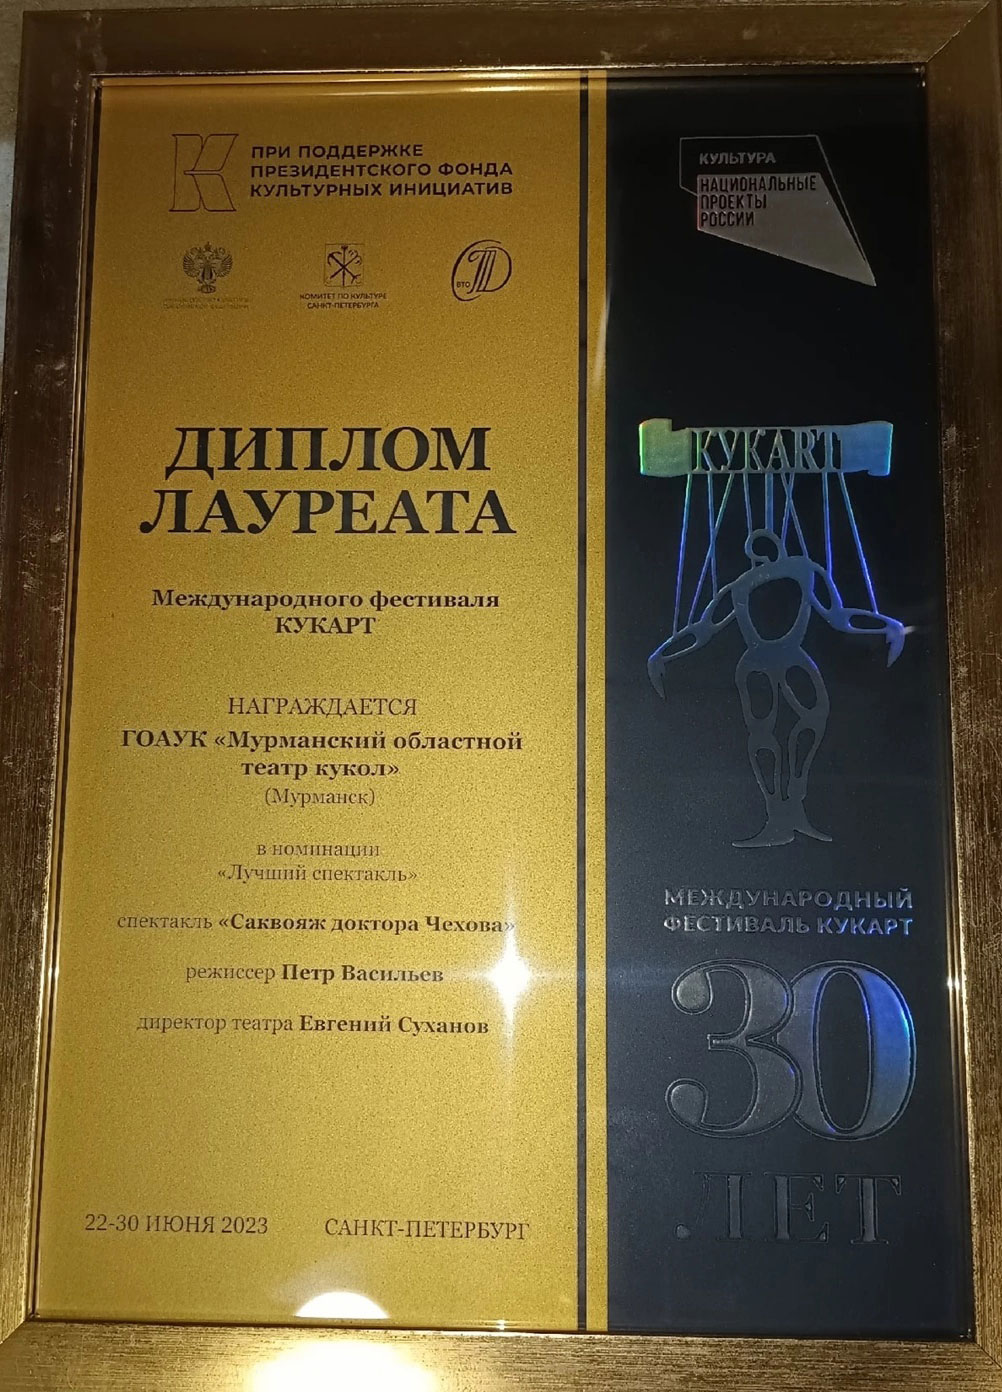 ПРИ ПОДДЕРЖКЕ
ПРЕЗИДЕНТСКОГО ФОНДА
КУЛЬТУРНЫХ ИНИЦИАТИВ
КОМИТЕТ ПО КУЛЬТУРЕ
САНКТ-ПЕТЕРБУРГА
ВТО
ДИПЛОМ
ЛАУРЕАТА
Международного фестиваля
КУКАРТ
НАГРАЖДАЕТСЯ
ГОАУК «Мурманский областной
театр кукол»
(Мурманск)
в номинации
«Лучший спектакль»
спектакль «Саквояж доктора Чехова»
режиссер Петр Васильев
директор театра Евгений Суханов
22-30 ИЮНЯ 2023 САНКТ-ПЕТЕРБУРГ
КУЛЬТУРА
НАЦИОНАЛЬНЫЕ
ПРОЕКТЫ
РОССИИ
КУКART
МЕЖДУНАРОДНЫЙ
ФЕСТИВАЛЬ КУКАРТ
30
ЛЕТ